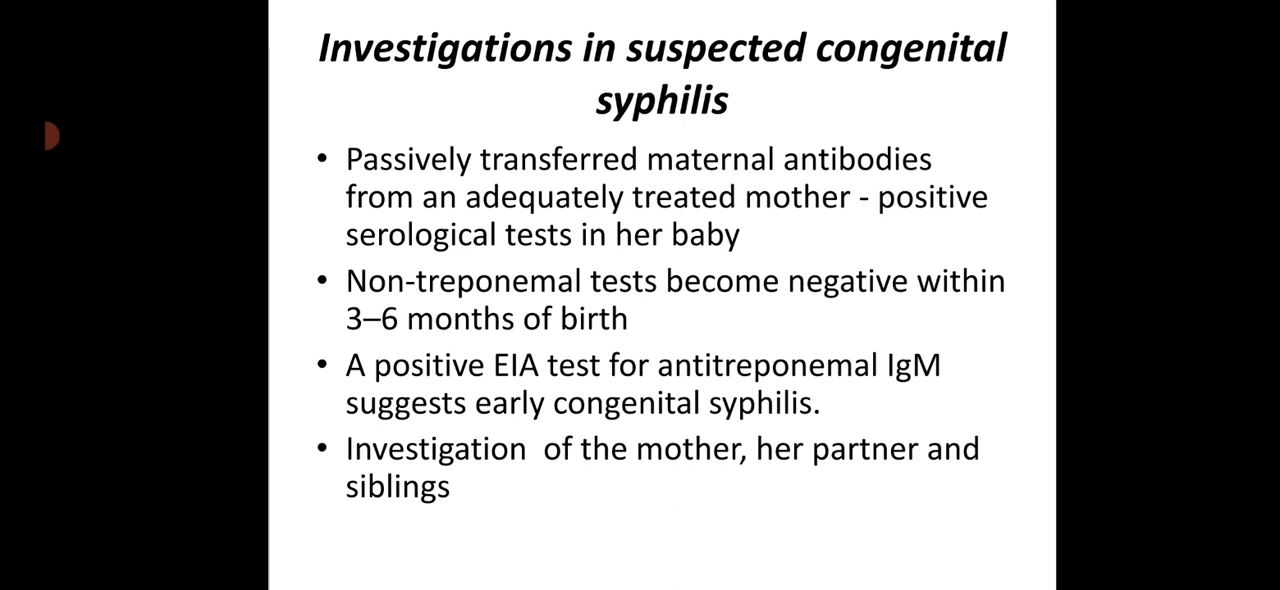 Investigations in suspected congenital
syphilis
• Passively transferred maternal antibodies
from an adequately treated mother - positive
serological tests in her baby
• Non-treponemal tests become negative within
3–6 months of birth
• A positive EIA test for antitreponemal IgM
suggests early congenital syphilis.
• Investigation  of the mother, her partner and
siblings